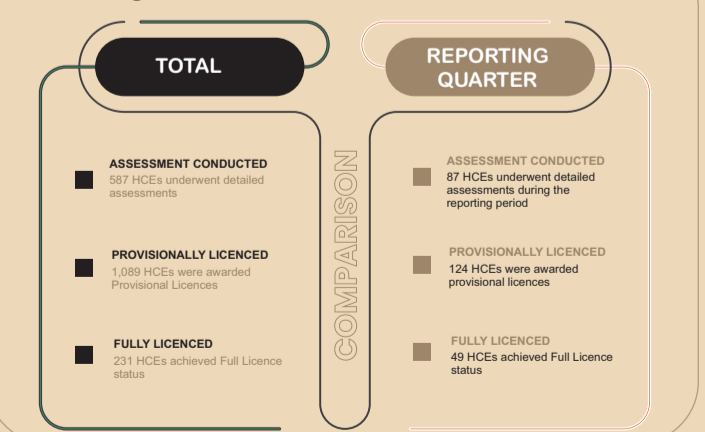 TOTAL
ASSESSMENT CONDUCTED
587 HCEs underwent detailed
assessments
PROVISIONALLY LICENCED
1,089 HCEs were awarded
Provisional Licences
FULLY LICENCED
231 HCEs achieved Full Licence
status
COMPARISON
REPORTING
QUARTER
ASSESSMENT CONDUCTED
87 HCEs underwent detailed
assessments during the
reporting period
PROVISIONALLY LICENCED
124 HCEs were awarded
provisional licences
FULLY LICENCED
49 HCEs achieved Full Licence
status